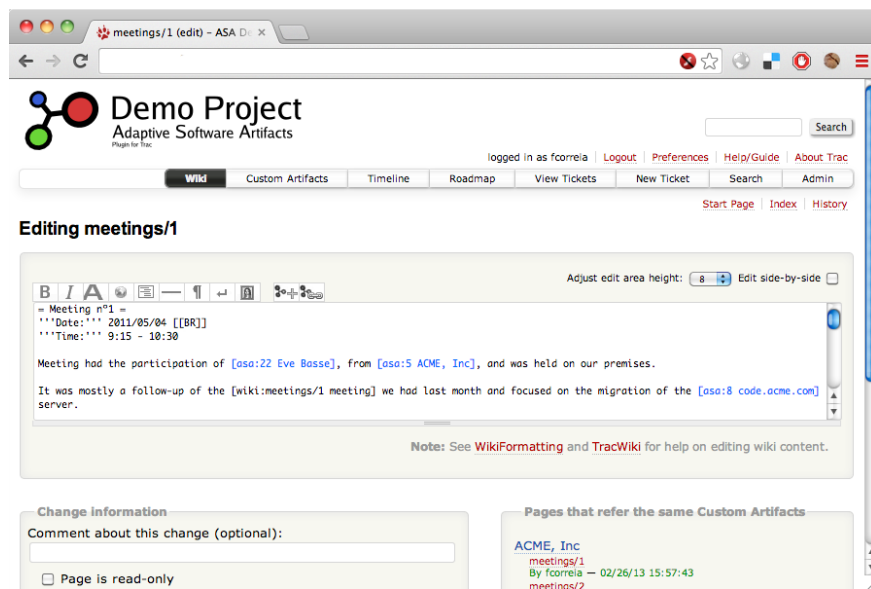 meetings/1 (edit) – ASA De
Demo Project
Adaptive Software Artifacts
Plugin for Trac
Search
logged in as fcorreia Logout Preferences Help/Guide About Trac
Wiki Custom Artifacts Timeline Roadmap View Tickets New Ticket Search Admin
Start Page Index History
Editing meetings/1
Adjust edit area height: 8 Edit side-by-side
B I A
= Meeting nº1 =
'''Date:''' 2011/05/04 [[BR]]
'''Time:''' 9:15 - 10:30
Meeting had the participation of [asa:22 Eve Basse], from [asa:5 ACME, Inc], and was held on our premises.
It was mostly a follow-up of the [wiki:meetings/1 meeting] we had last month and focused on the migration of the [asa:8 code.acme.com]
server.
Note: See WikiFormatting and TracWiki for help on editing wiki content.
Change information
Comment about this change (optional):
Page is read-only
Pages that refer the same Custom Artifacts
ACME, Inc
meetings/1
By fcorreia — 02/26/13 15:57:43
meetings/2